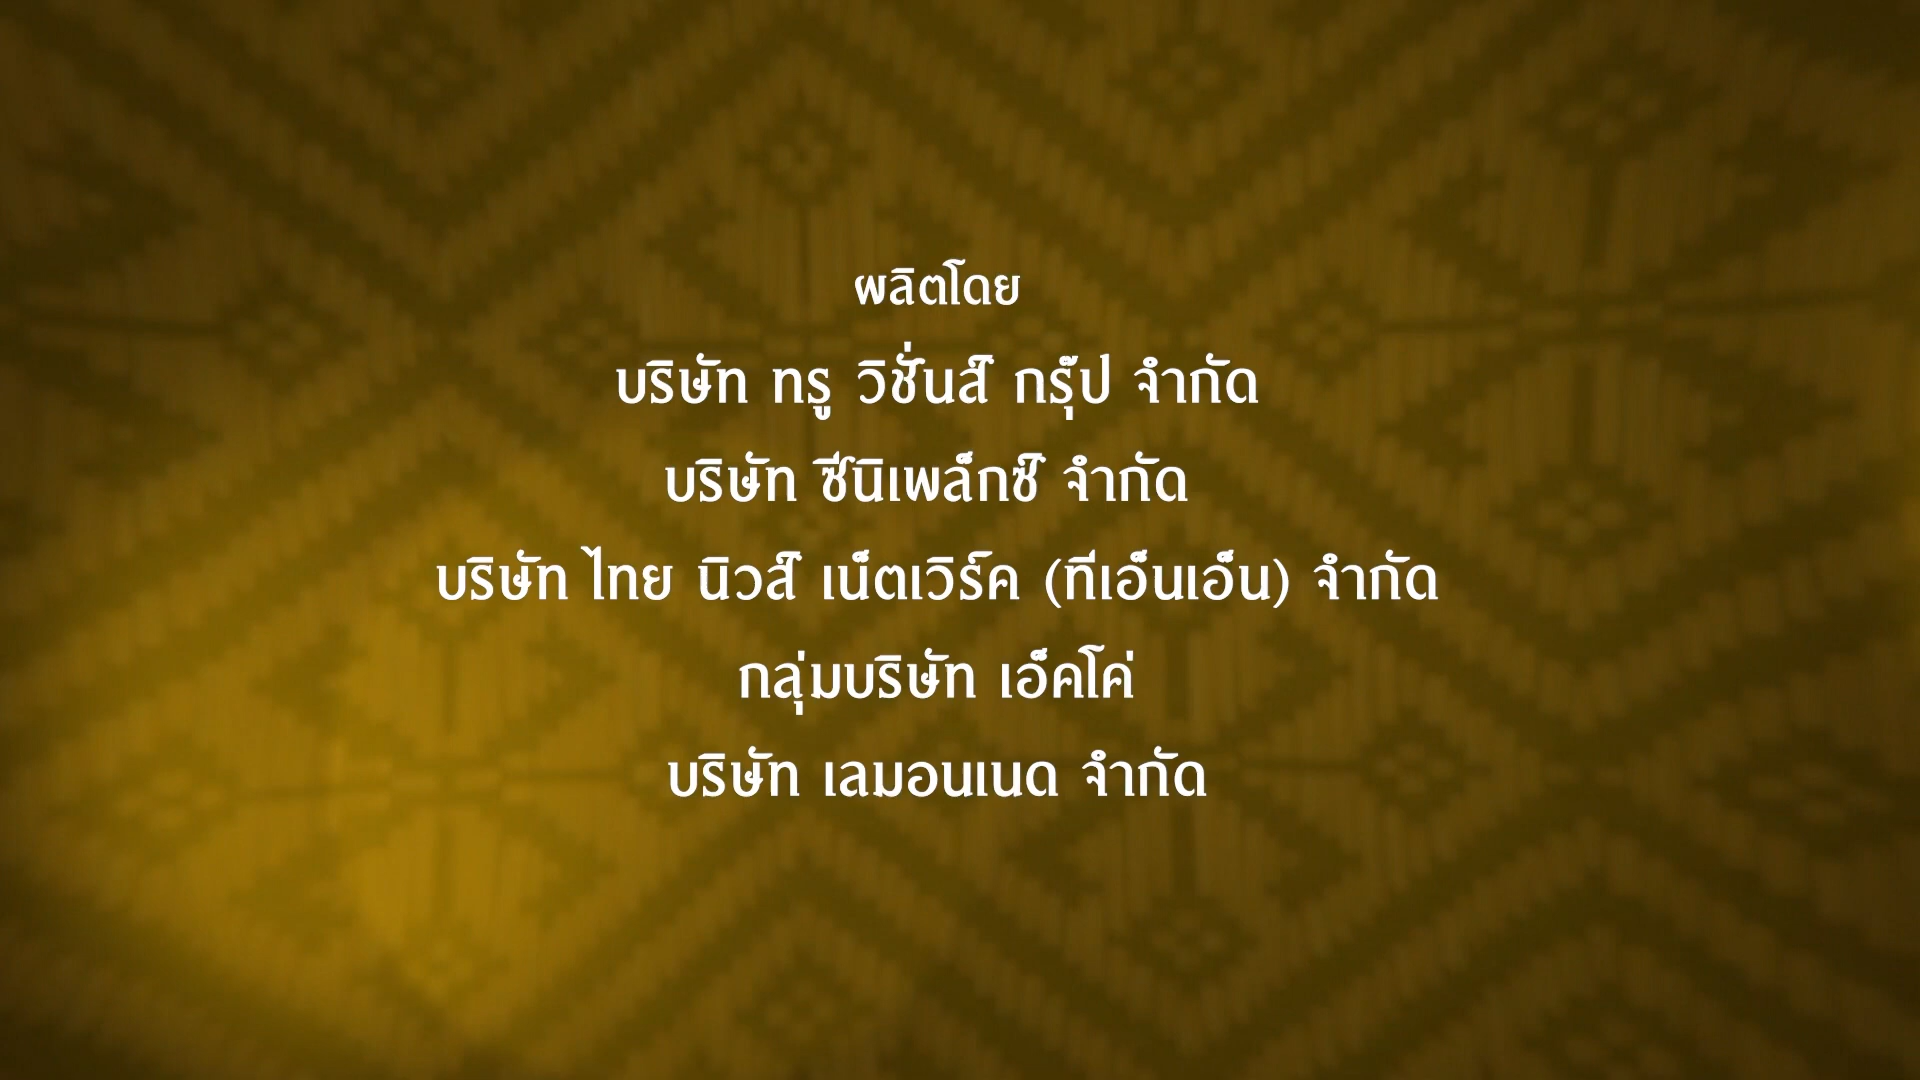 ผลิตโดย
บริษัท ทรู วิชั่นส์ กรุ๊ป จำกัด
บริษัท ซีนิเพล็กซ์ จำกัด
บริษัท ไทย นิวส์ เน็ตเวิร์ค (ทีเอ็นเอ็น) จำกัด
กลุ่มบริษัท เอ็คโค่
บริษัท เลมอนเนด จำกัด